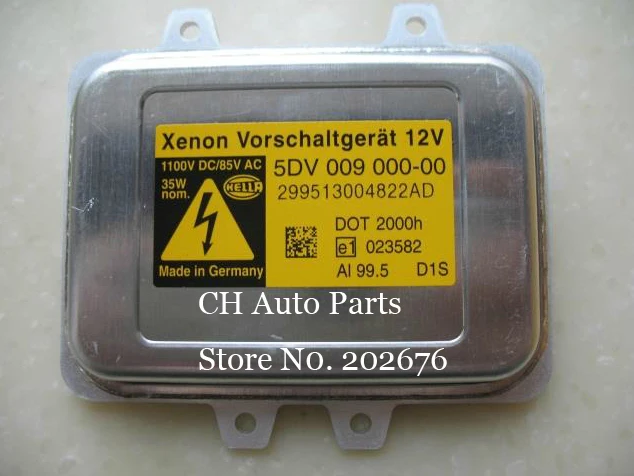 Xenon Vorschaltgerät 12V
1100V DC/85V AC
35W
nom.
HELLA
Made in Germany
5DV 009 000-00
299513004822AD
DOT 2000h
e1 023582
Al 99.5 D1S
CH Auto Parts
Store NO. 202676